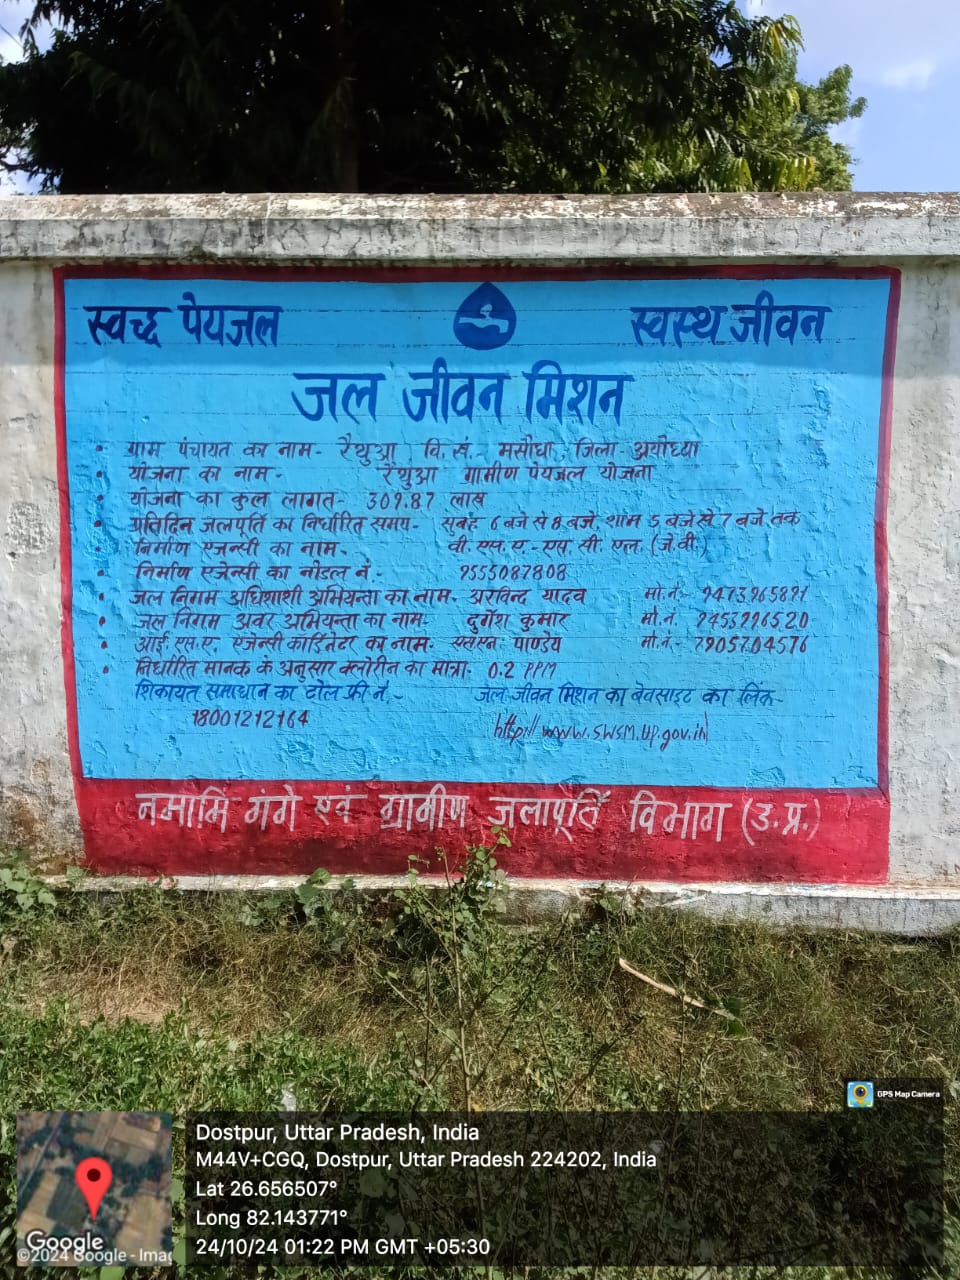 स्वच्छ पेयजल
स्वस्थ जीवन
जल जीवन मिशन
• ग्राम पंचायत का नाम- रैथुआ वि.सं.- मसौधा, जिला- अयोध्या
• योजना का नाम- रैथुआ ग्रामीण पेयजल योजना
• योजना का कुल लागत- 309.87 लाख
• प्रतिदिन जलपूर्ति का निर्धारित समय- सुबह 6 बजे से 8 बजे, शाम 5 बजे से 7 बजे तक
• निर्माण एजन्सी का नाम- वी.एस.ए.-एस.सी.एल.(जे.वी.)
• निर्माण एजेन्सी का नोडल नं.- 9555087808
• जल निगम अधिशाशी अभियन्ता का नाम- अरविन्द यादव मो.नं.- 9473965891
• जल निगम अवर अभियन्ता का नाम- दुर्गेश कुमार मो.नं. 9453996520
• आई.एस.ए. एजेन्सी कॉर्डिनेटर का नाम- पाण्डेय मो.नं.- 7905704576
• निर्धारित मानक के अनुसार क्लोरीन का मात्रा- 0.2 PPM
शिकायत समाधान का टोल फ्री नं.- जल जीवन मिशन का वेवसाइट का लिंक-
18001212164 http://www.swsm.up.gov.in
नमामि गंगे एवं ग्रामीण जलापूर्ति विभाग (उ.प्र.)
GPS Map Camera
Dostpur, Uttar Pradesh, India
M44V+CGQ, Dostpur, Uttar Pradesh 224202, India
Lat 26.656507°
Long 82.143771°
24/10/24 01:22 PM GMT +05:30
Google
©2024 Google - Imag